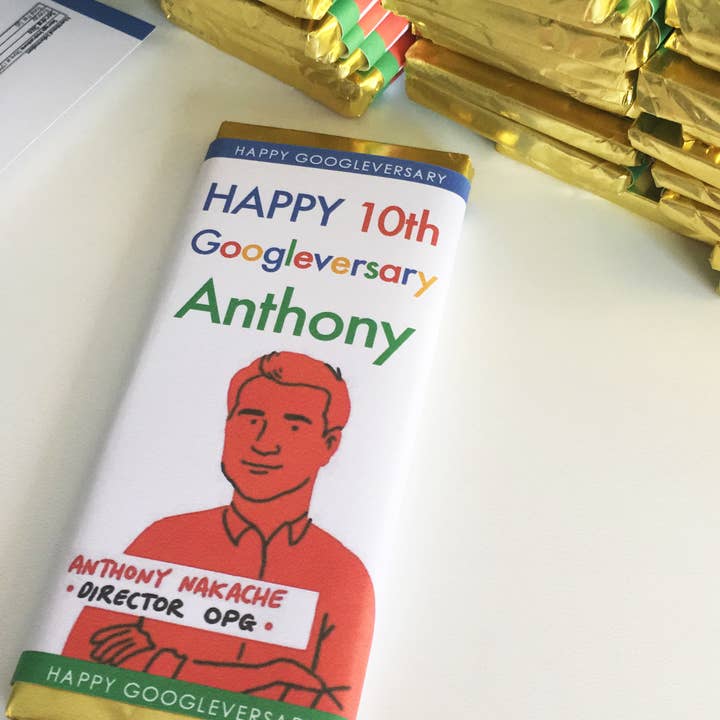 HAPPY GOOGLEVERSARY
HAPPY 10th
Googleversary
Anthony
ANTHONY NAKACHE
• DIRECTOR OPG •
HAPPY GOOGLEVERSARY